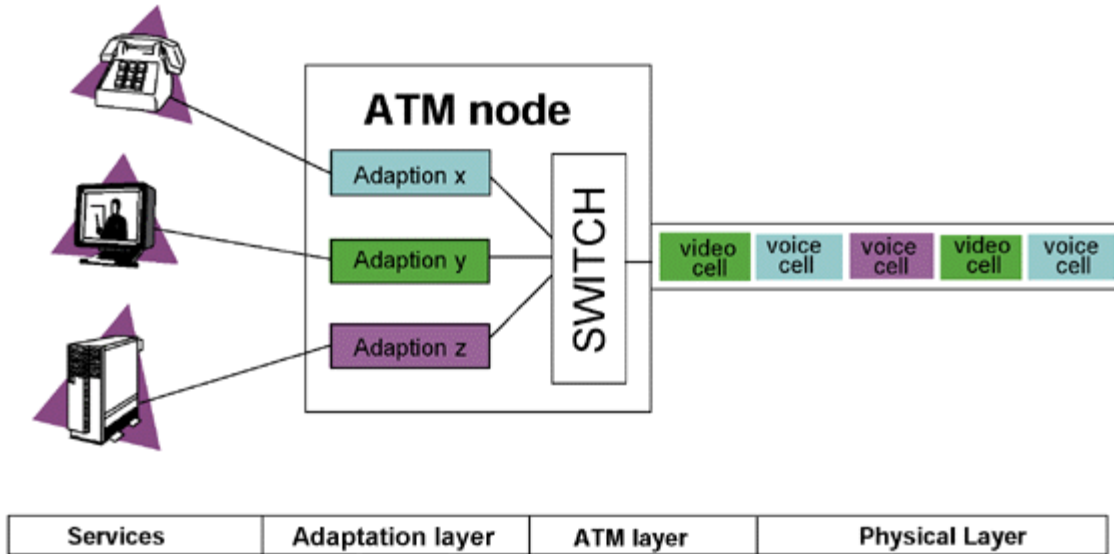 ATM node
Adaption x
Adaption y
Adaption z
SWITCH
video
cell
voice
cell
voice
cell
video
cell
voice
cell
Services
Adaptation layer
ATM layer
Physical Layer